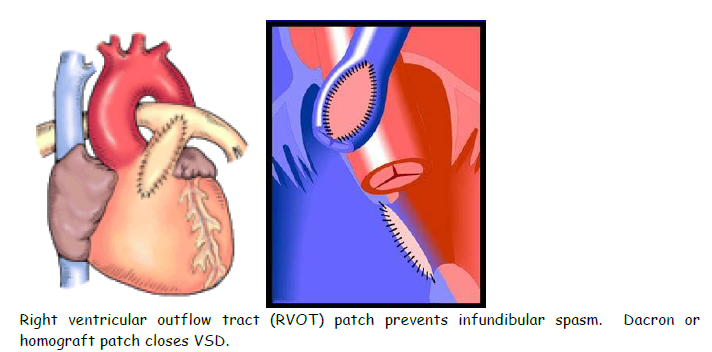 Right ventricular outflow tract (RVOT) patch prevents infundibular spasm. Dacron or
homograft patch closes VSD.